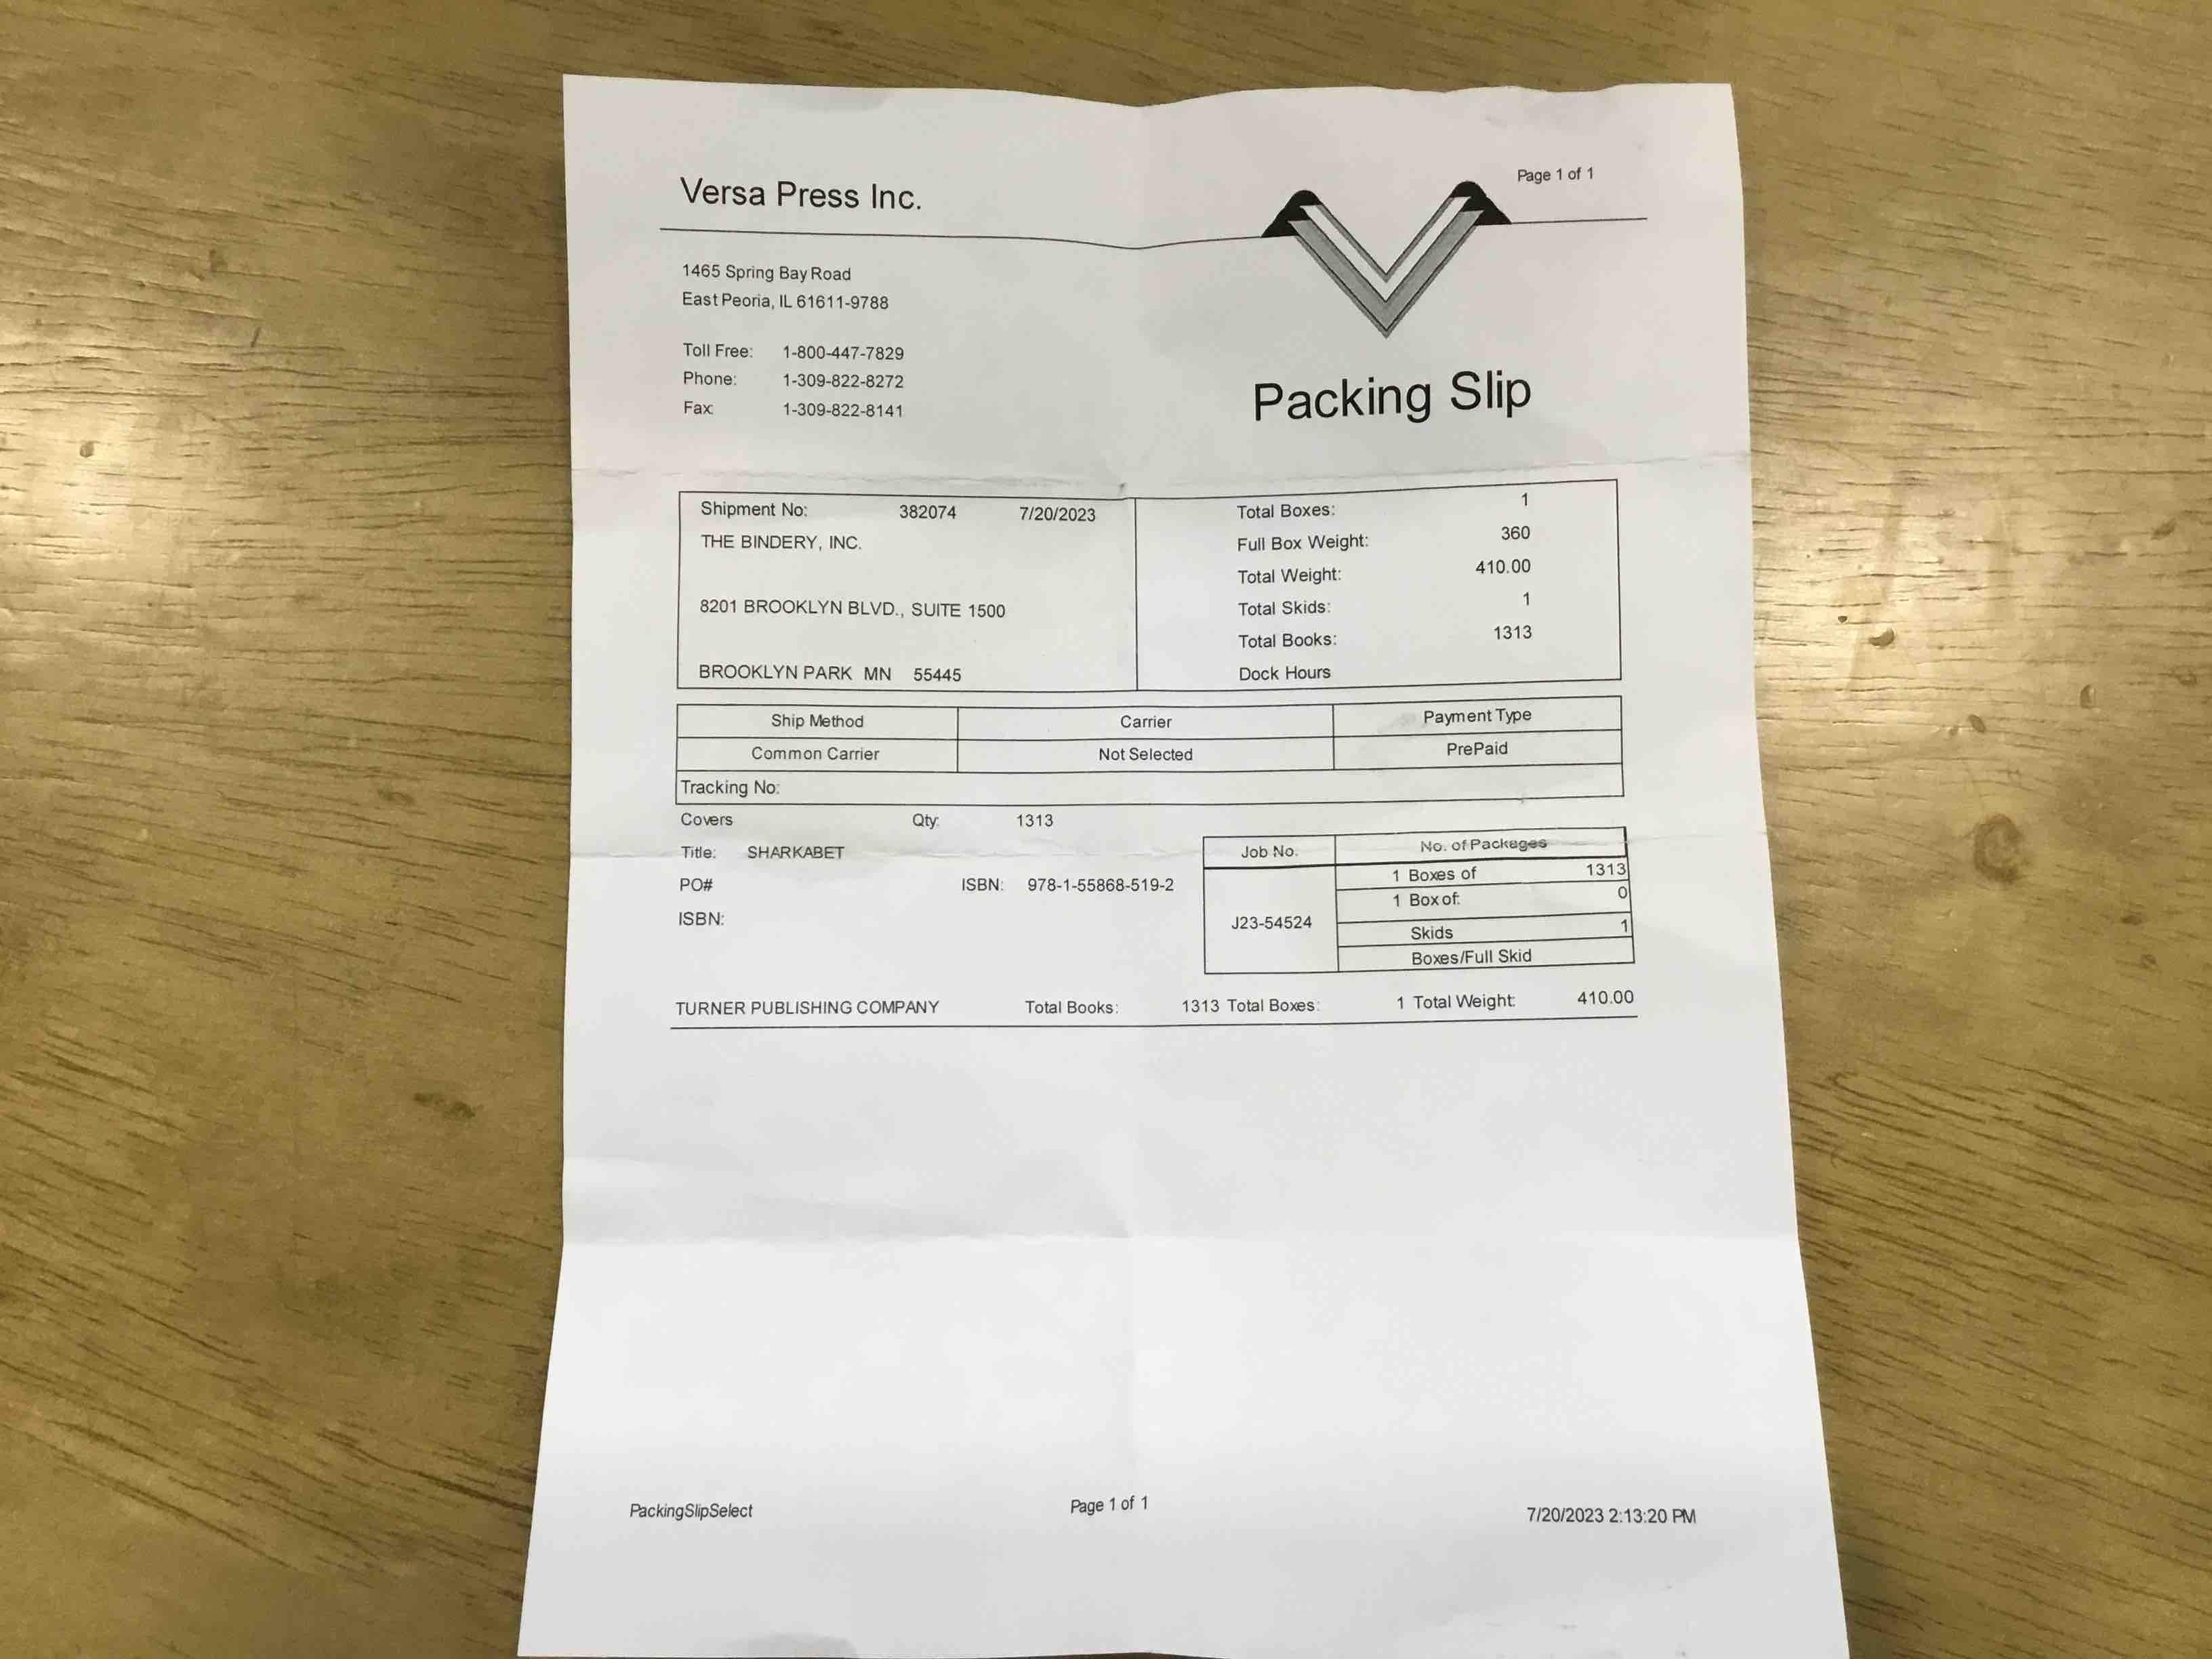 Page 1 of 1
Versa Press Inc.
1465 Spring Bay Road
East Peoria, IL 61611-9788
Toll Free: 1-800-447-7829
Phone: 1-309-822-8272
Fax: 1-309-822-8141
Packing Slip
Shipment No: 382074 7/20/2023
THE BINDERY, INC.
8201 BROOKLYN BLVD., SUITE 1500
BROOKLYN PARK MN 55445
Total Boxes: 1
Full Box Weight: 360
Total Weight: 410.00
Total Skids: 1
Total Books: 1313
Dock Hours
Ship Method Carrier Payment Type
Common Carrier Not Selected PrePaid
Tracking No:
Covers Qty: 1313
Title: SHARKABET
PO# ISBN: 978-1-55868-519-2
ISBN:
Job No. No. of Packages
J23-54524
1 Boxes of 1313
1 Box of: 0
Skids 1
Boxes/Full Skid
TURNER PUBLISHING COMPANY Total Books: 1313 Total Boxes: 1 Total Weight: 410.00
PackingSlipSelect Page 1 of 1 7/20/2023 2:13:20 PM